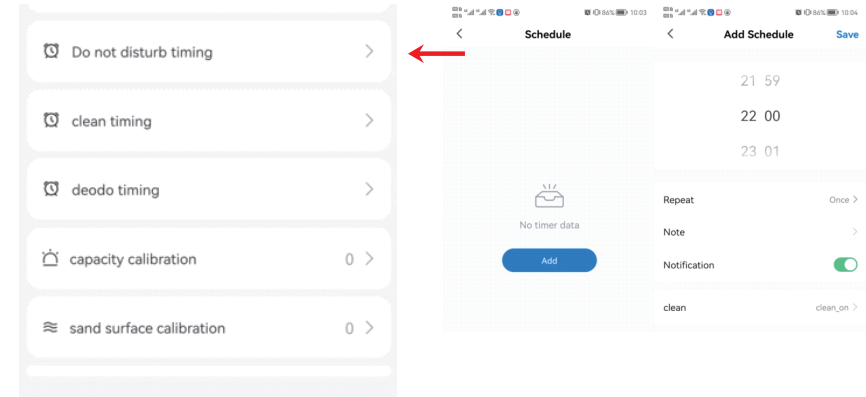 Do not disturb timing
clean timing
deodo timing
capacity calibration 0
sand surface calibration 0
86% 10:03
Schedule
No timer data
Add
86% 10:04
Add Schedule Save
21 59
22 00
23 01
Repeat Once
Note
Notification
clean clean_on